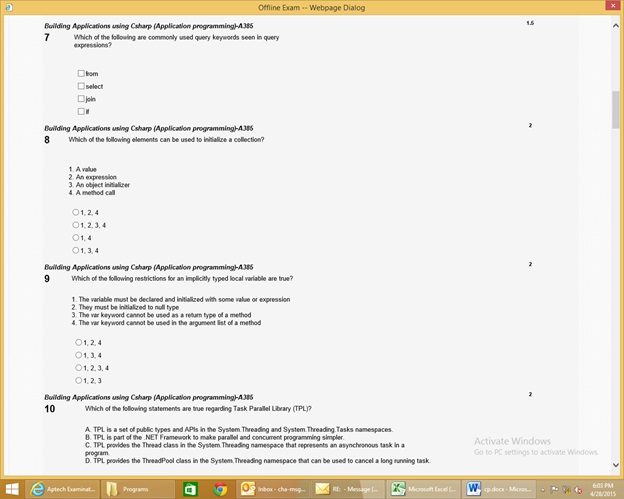 Offline Exam -- Webpage Dialog
Building Applications using Csharp (Application programming)-A385
1.5
7 Which of the following are commonly used query keywords seen in query
expressions?
from
select
join
if
Building Applications using Csharp (Application programming)-A385
2
8 Which of the following elements can be used to initialize a collection?
1. A value
2. An expression
3. An object initializer
4. A method call
1, 2, 4
1, 2, 3, 4
1, 4
1, 3, 4
Building Applications using Csharp (Application programming)-A385
2
9 Which of the following restrictions for an implicitly typed local variable are true?
1. The variable must be declared and initialized with some value or expression
2. They must be initialized to null type
3. The var keyword cannot be used as a return type of a method
4. The var keyword cannot be used in the argument list of a method
1, 2, 4
1, 3, 4
1, 2, 3, 4
1, 2, 3
Building Applications using Csharp (Application programming)-A385
2
10 Which of the following statements are true regarding Task Parallel Library (TPL)?
A. TPL is a set of public types and APIs in the System.Threading and System.Threading.Tasks namespaces.
B. TPL is part of the .NET Framework to make parallel and concurrent programming simpler.
C. TPL provides the Thread class in the System.Threading namespace that represents an asynchronous task in a
program.
D. TPL provides the ThreadPool class in the System.Threading namespace that can be used to cancel a long running task.
Activate Windows
Go to PC settings to activate Windows.
Aptech Examinat...
Programs
Inbox - cha-msg...
RE: - Message (...
Microsoft Excel (...
cp.docx - Micros...
6:03 PM
4/28/2015